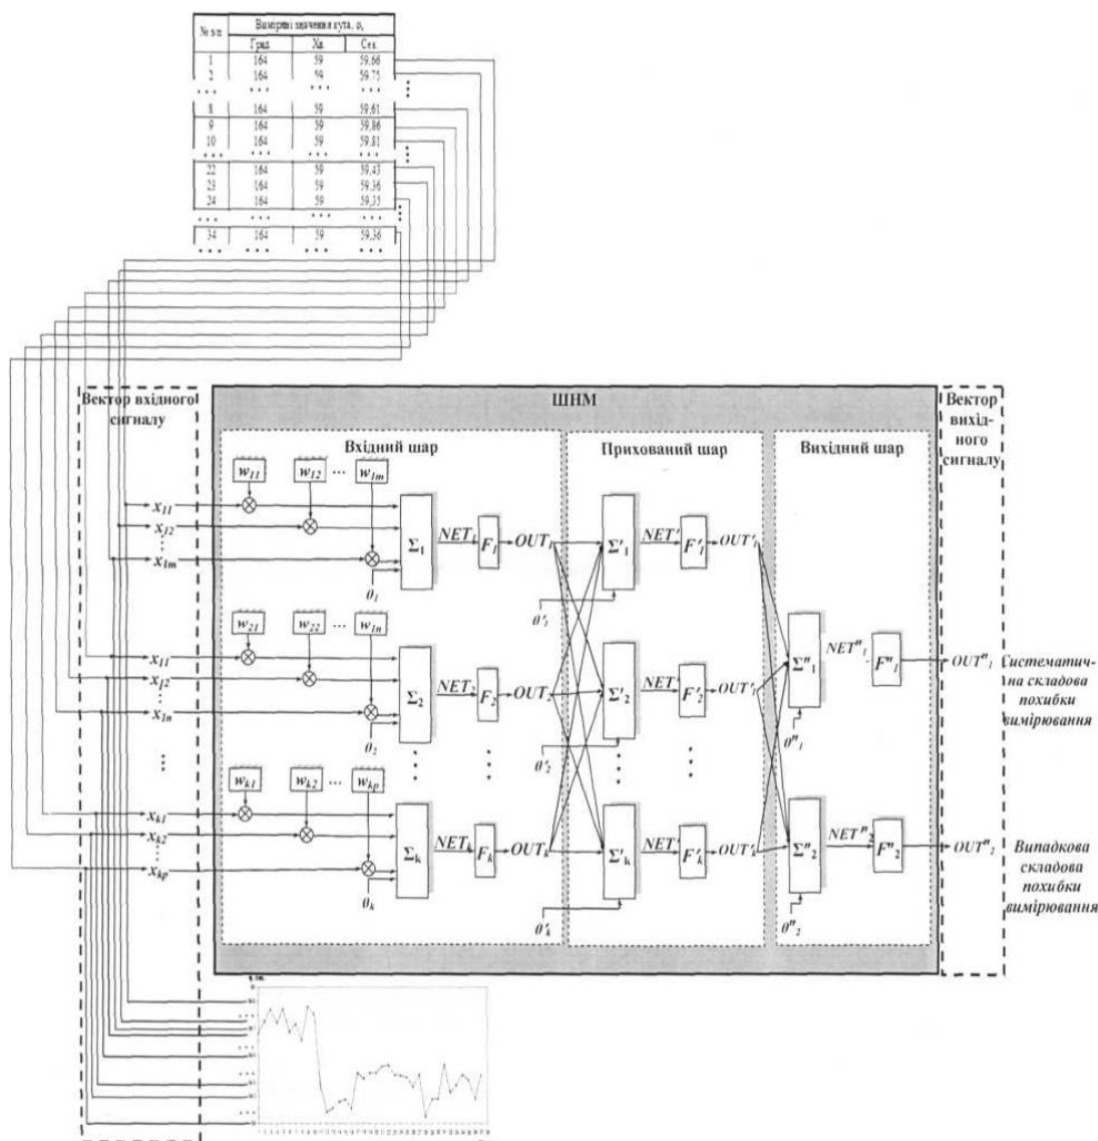 № з/п Виміряні значення кута, φᵢ
Град Хв Сек
1 164 59 59,66
2 164 59 59,75
• • • • • • • • • • • •
8 164 59 59,61
9 164 59 59,86
10 164 59 59,81
• • • • • • • • • • • •
22 164 59 59,43
23 164 59 59,36
24 164 59 59,35
• • • • • • • • • • • •
34 164 59 59,36
• • • • • • • • • • • •
Вектор вхідного
сигналу
ШНМ
Вектор
вихід-
ного
сигналу
Вхідний шар
Прихований шар
Вихідний шар
w11 w12 ... w1m
x11
x12
x1m
Σ1 NET1 F1 OUT1
θ1
Σ'1 NET' F'1 OUT'1
θ'1
w21 w22 ... w1n
x11
x12
x1n
Σ2 NET2 F2 OUT2
θ2
Σ'2 NET' F'2 OUT'1
θ'2
Σ"1 NET"1 F"1 OUT"1
θ"1
Систематич-
на складова
похибки
вимірювання
wk1 wk2 ... wkp
xk1
xk2
xkp
Σk NETk Fk OUTk
θk
Σ'k NET' F'k OUT'k
θ'k
Σ"2 NET"2 F"2 OUT"2
θ"2
Випадкова
складова
похибки
вимірювання